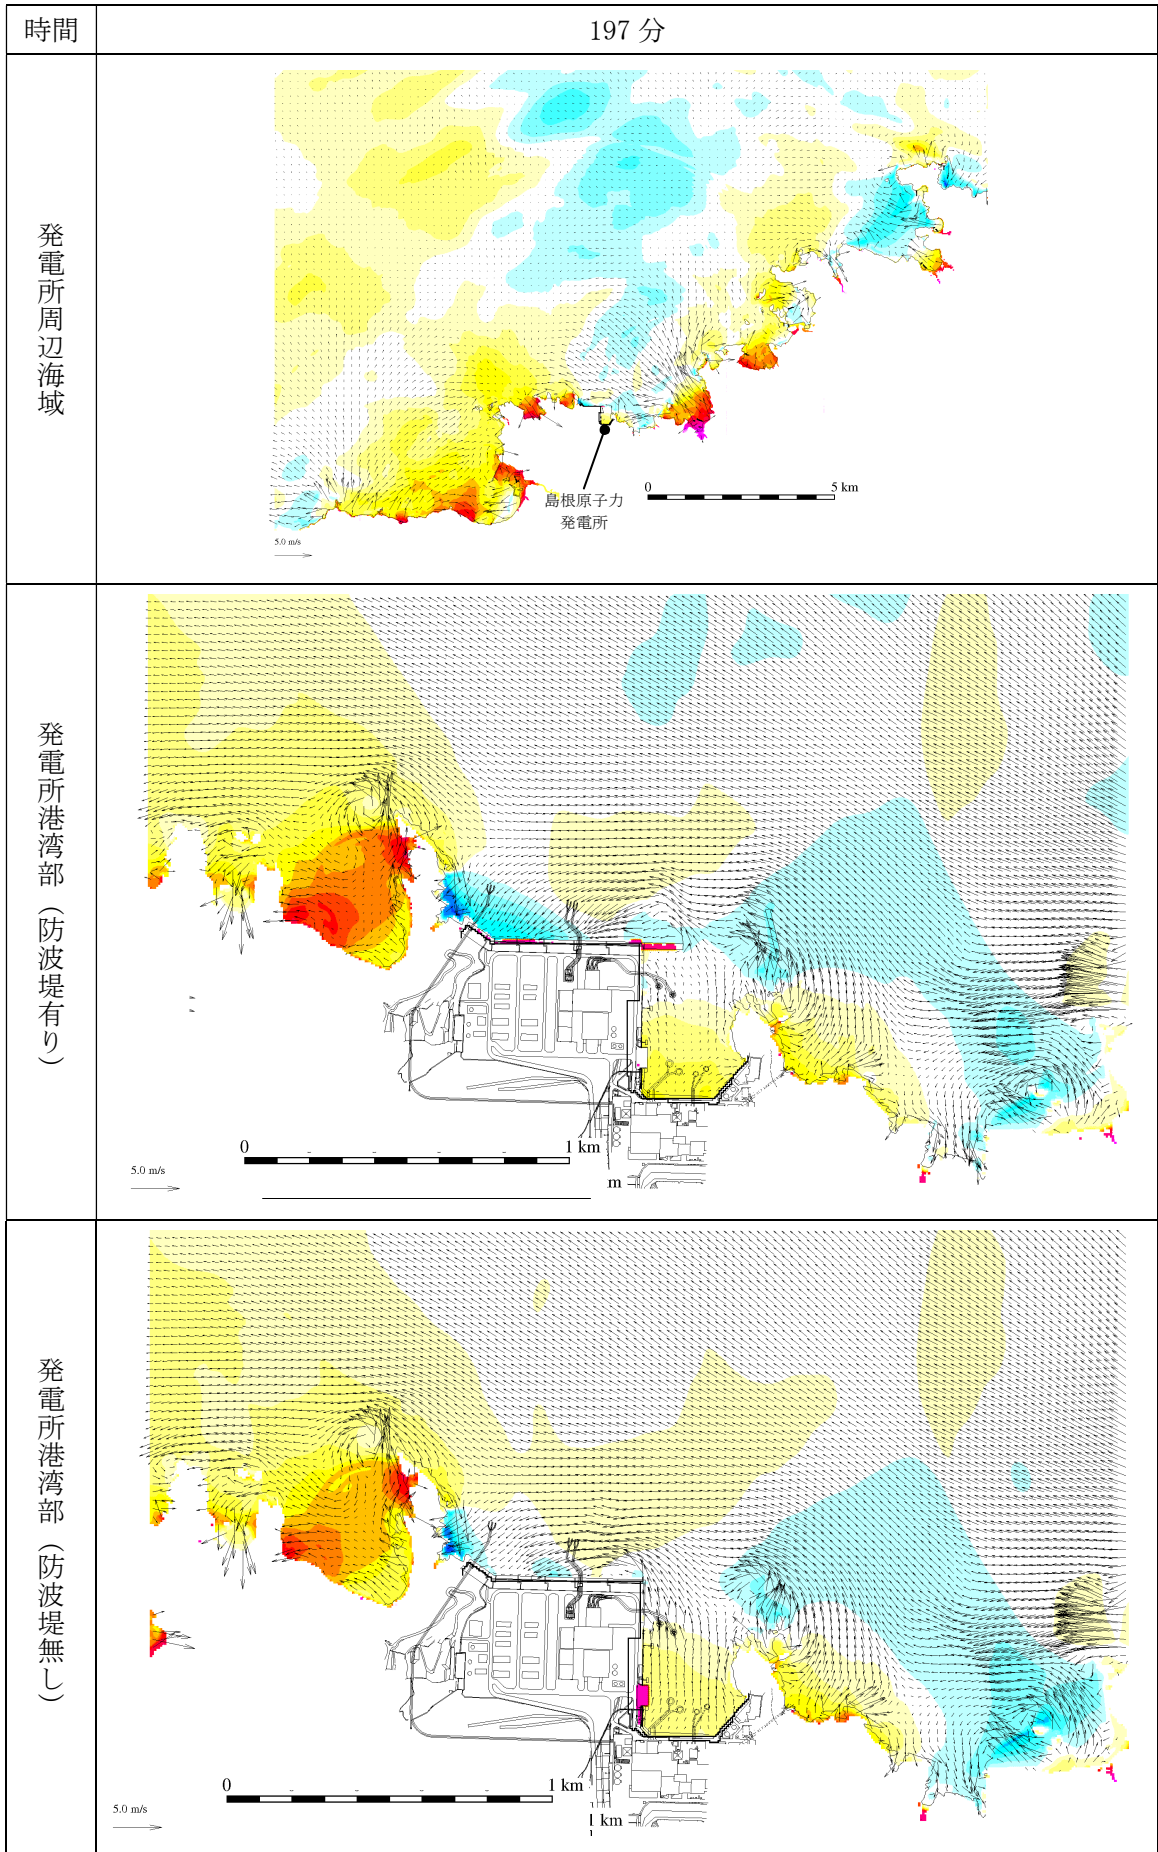 時間
197 分
発電所周辺海域
島根原子力
発電所
0
5 km
5.0 m/s
発電所港湾部（防波堤有り）
0
1 km
5.0 m/s
m
発電所港湾部（防波堤無し）
0
1 km
5.0 m/s
1 km